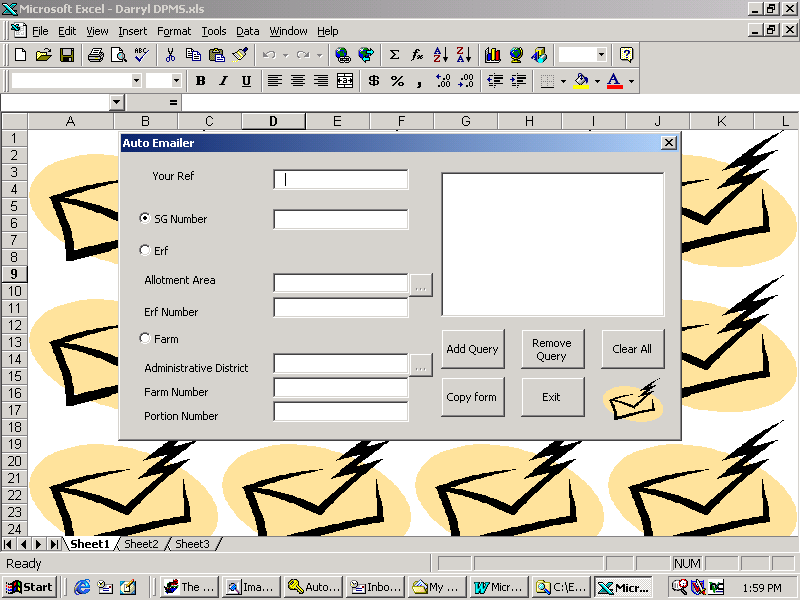 Microsoft Excel - Darryl DPMS.xls
File Edit View Insert Format Tools Data Window Help
B I U $ % ,
=
A B C D E F G H I J K L
1
2
3
4
5
6
7
8
9
10
11
12
13
14
15
16
17
18
19
20
21
22
23
24
Auto Emailer
Your Ref
SG Number
Erf
Allotment Area ...
Erf Number
Farm
Administrative District ...
Farm Number
Portion Number
Add Query Remove Query Clear All
Copy form Exit
Sheet1 Sheet2 Sheet3
Ready NUM
Start The ... Ima... Auto... Inbo... My ... Micr... C:\E... Micr... 1:59 PM